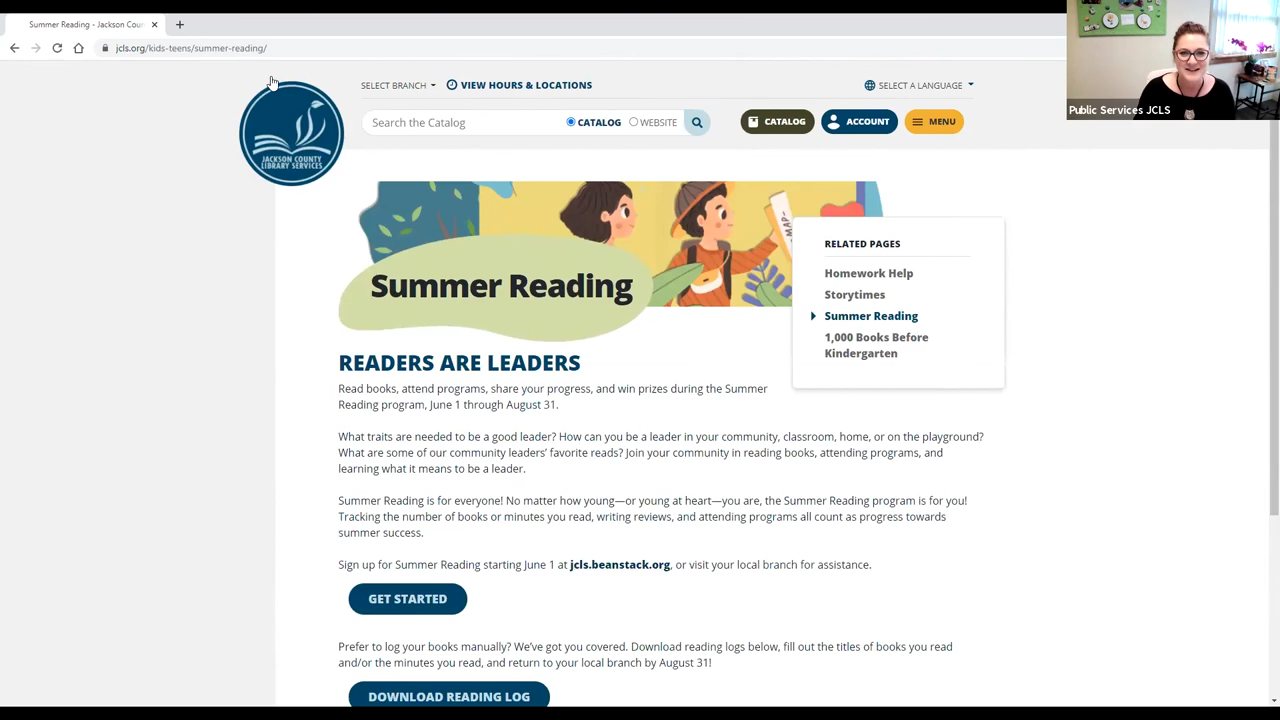 Summer Reading - Jackson Coun
jcls.org/kids-teens/summer-reading/
Public Services JCLS
SELECT BRANCH
VIEW HOURS & LOCATIONS
SELECT A LANGUAGE
JACKSON COUNTY
LIBRARY SERVICES
Search the Catalog
CATALOG
WEBSITE
CATALOG
ACCOUNT
MENU
MAP
Summer Reading
RELATED PAGES
Homework Help
Storytimes
Summer Reading
1,000 Books Before
Kindergarten
READERS ARE LEADERS
Read books, attend programs, share your progress, and win prizes during the Summer
Reading program, June 1 through August 31.
What traits are needed to be a good leader? How can you be a leader in your community, classroom, home, or on the playground?
What are some of our community leaders’ favorite reads? Join your community in reading books, attending programs, and
learning what it means to be a leader.
Summer Reading is for everyone! No matter how young—or young at heart—you are, the Summer Reading program is for you!
Tracking the number of books or minutes you read, writing reviews, and attending programs all count as progress towards
summer success.
Sign up for Summer Reading starting June 1 at jcls.beanstack.org, or visit your local branch for assistance.
GET STARTED
Prefer to log your books manually? We’ve got you covered. Download reading logs below, fill out the titles of books you read
and/or the minutes you read, and return to your local branch by August 31!
DOWNLOAD READING LOG